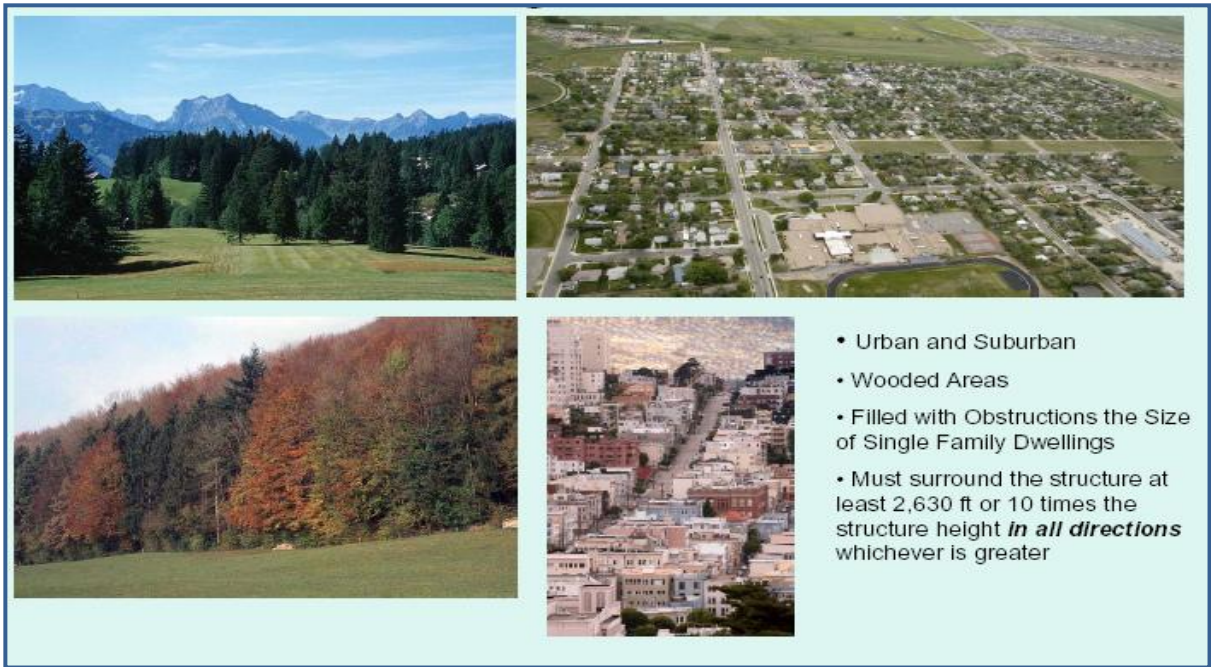 • Urban and Suburban
• Wooded Areas
• Filled with Obstructions the Size
of Single Family Dwellings
• Must surround the structure at
least 2,630 ft or 10 times the
structure height in all directions
whichever is greater